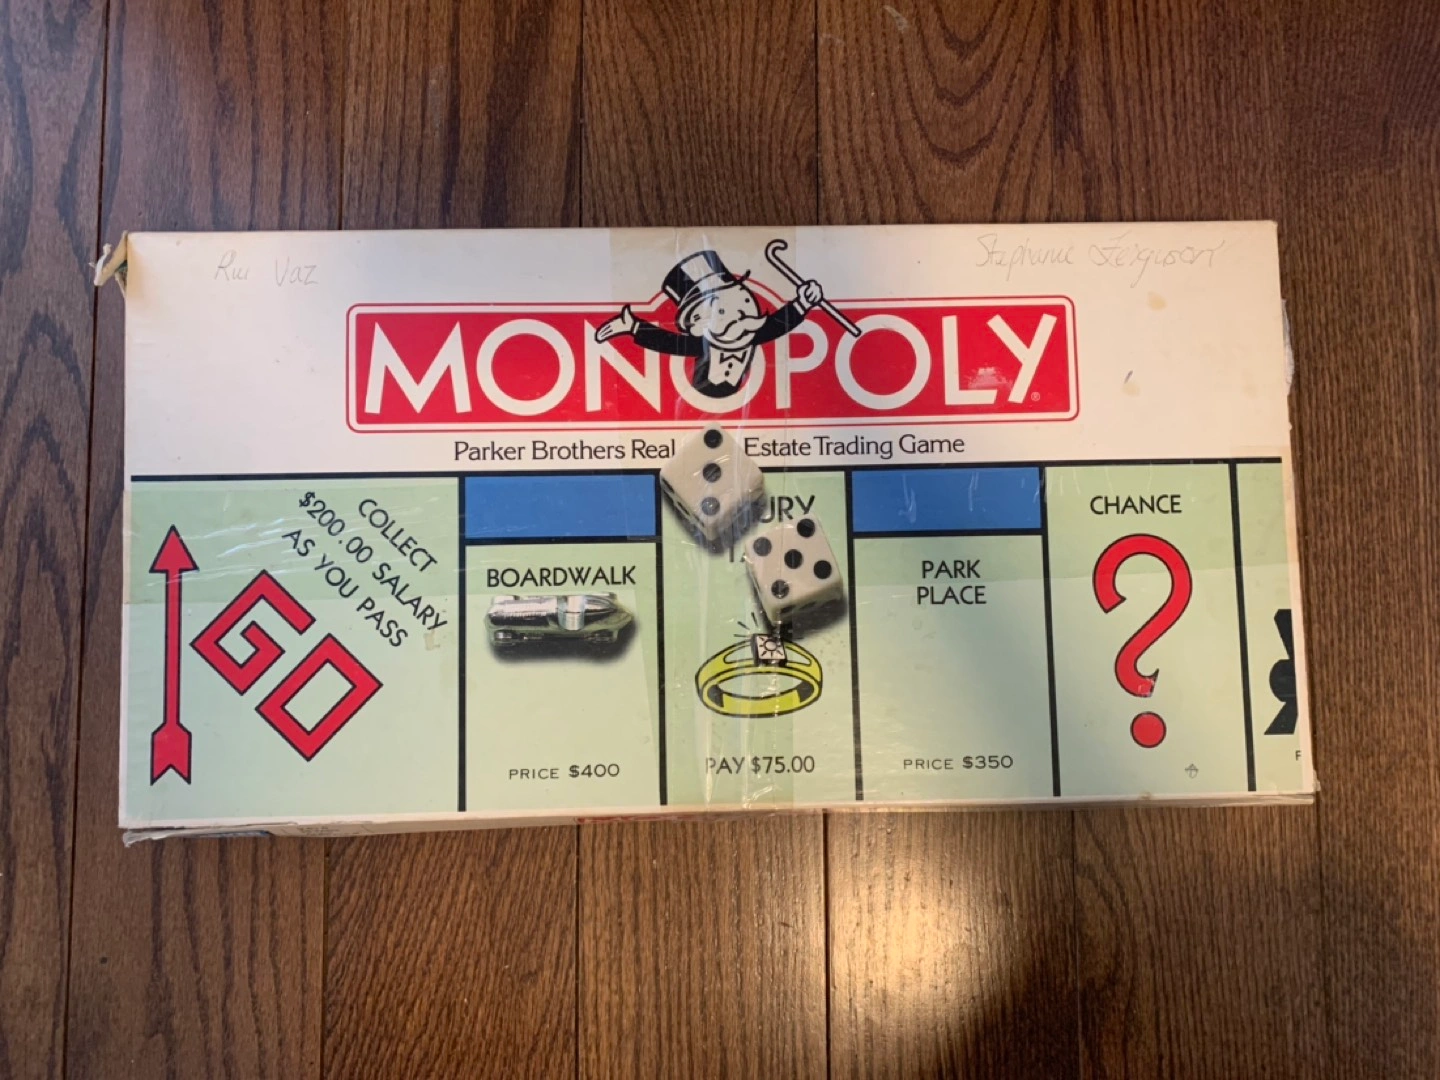 Rui Vaz
Stephanie Ferguson
MONOPOLY®
Parker Brothers Real Estate Trading Game
COLLECT
$200.00 SALARY
AS YOU PASS
GO
BOARDWALK
PRICE $400
URY
PAY $75.00
PARK
PLACE
PRICE $350
CHANCE
F